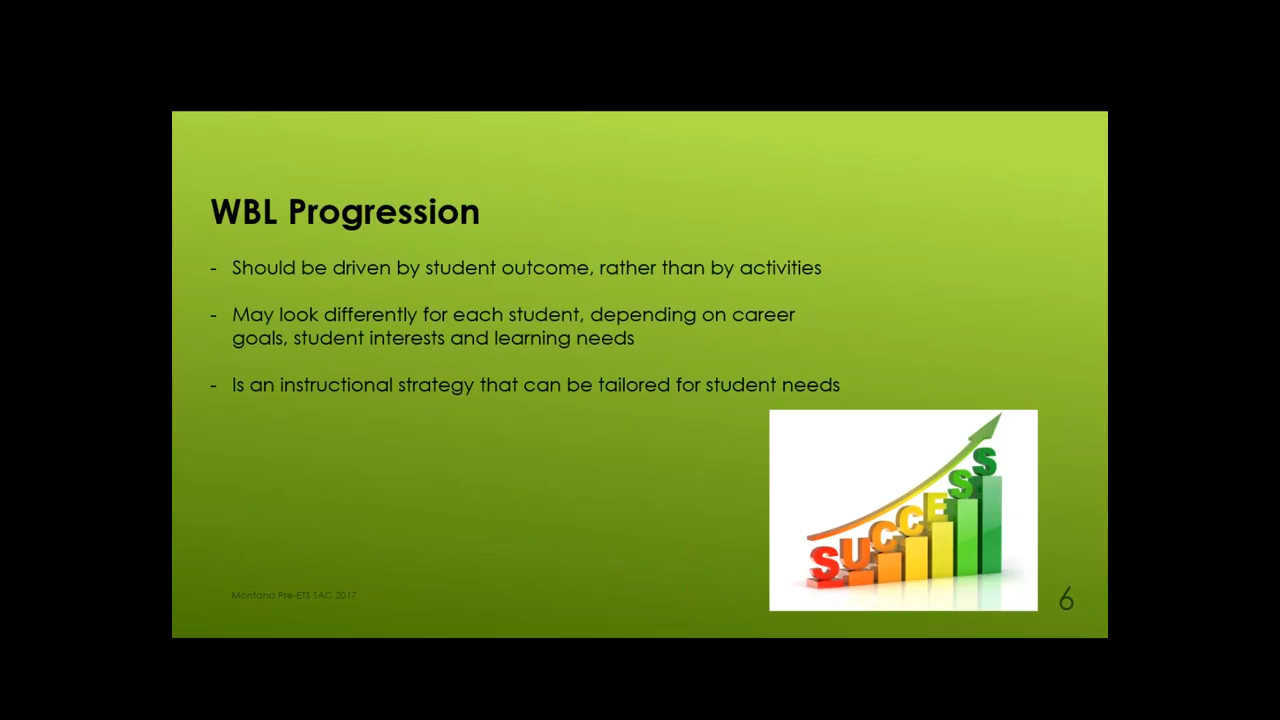 WBL Progression
- Should be driven by student outcome, rather than by activities
- May look differently for each student, depending on career
goals, student interests and learning needs
- Is an instructional strategy that can be tailored for student needs
SUCCESS
Montana Pre-ETS TAC 2017
6